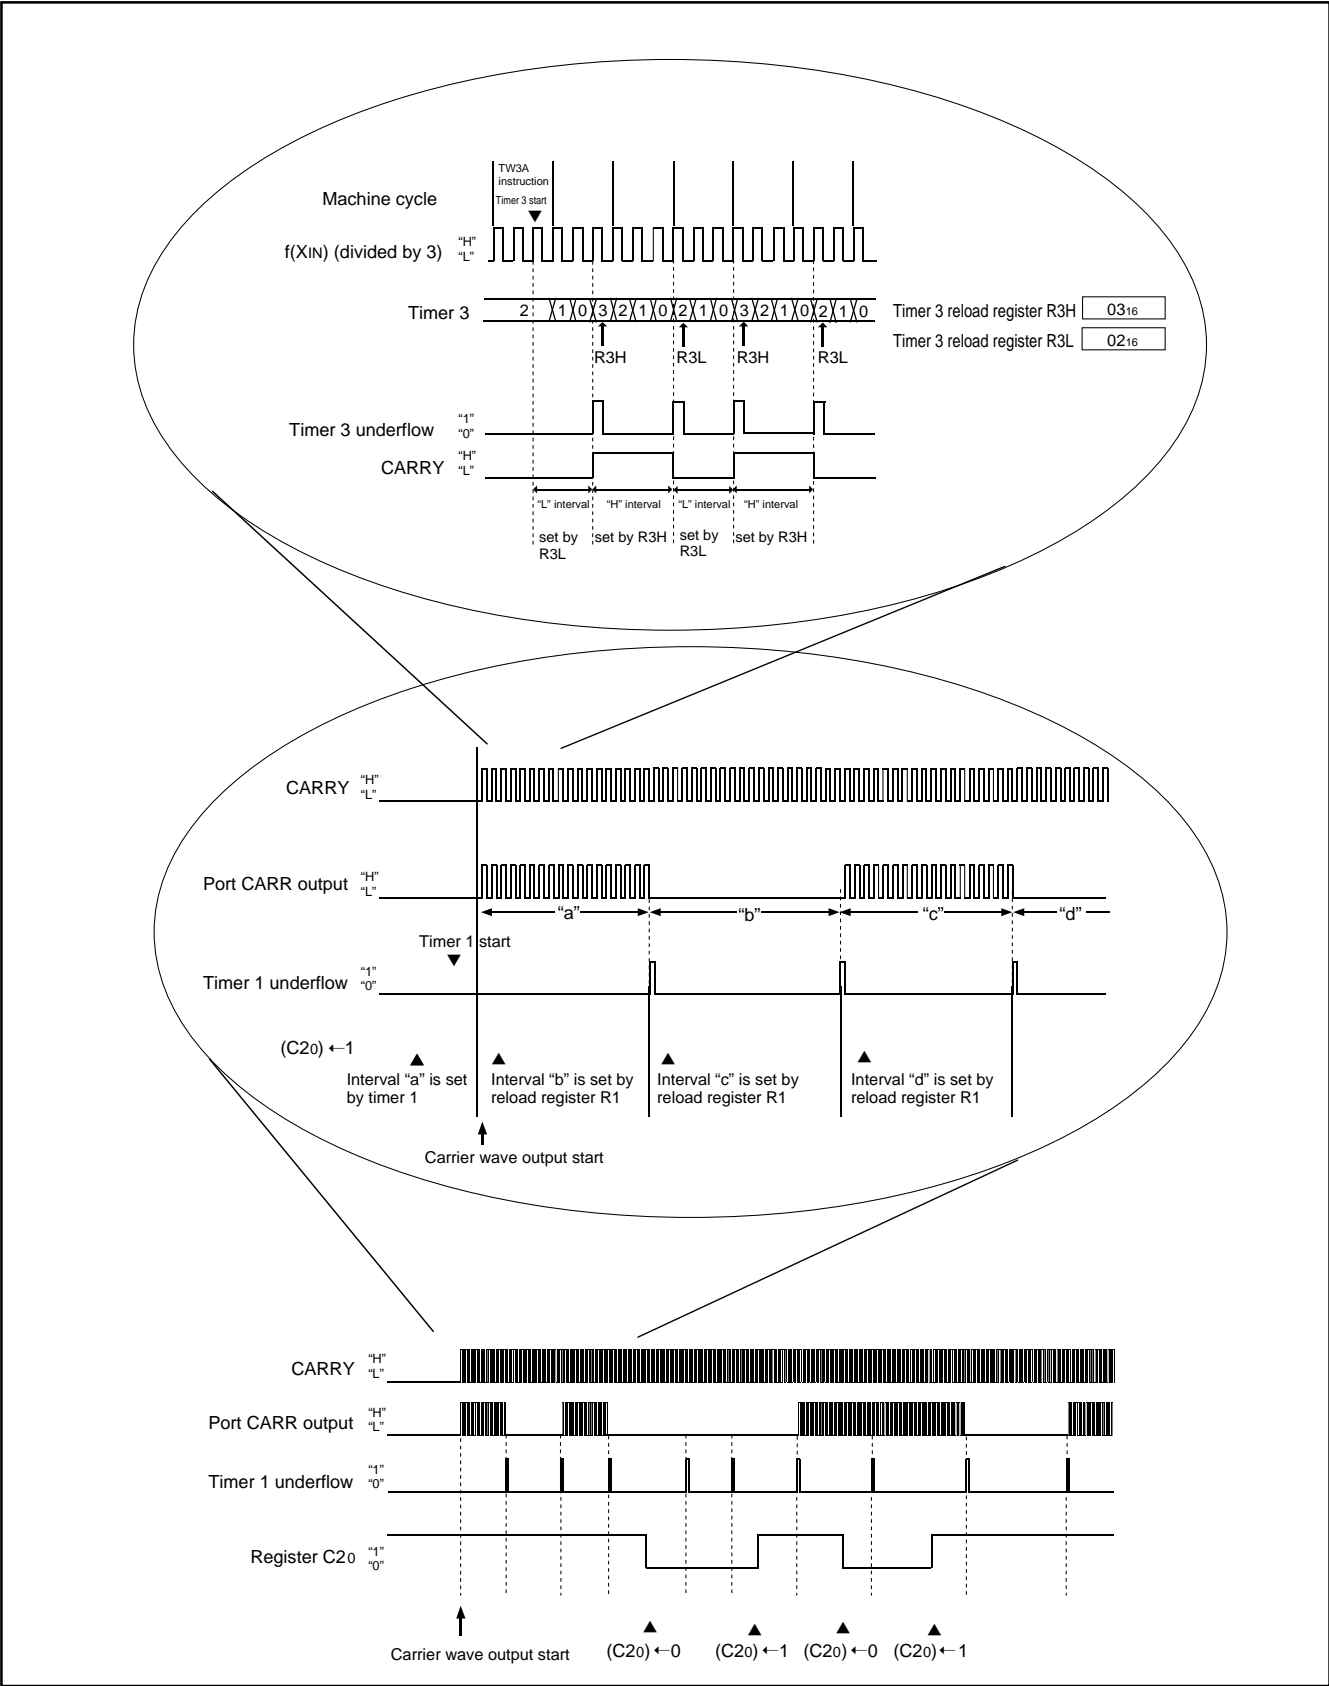 TW3A
instruction
Machine cycle
Timer 3 start
▼
f(XIN) (divided by 3) “H”
“L”
Timer 3 2 1 0 3 2 1 0 2 1 0 3 2 1 0 2 1 0
Timer 3 reload register R3H 0316
Timer 3 reload register R3L 0216
R3H R3L R3H R3L
Timer 3 underflow “1”
“0”
CARRY “H”
“L”
“L” interval “H” interval “L” interval “H” interval
set by R3L set by R3H set by R3L set by R3H
CARRY “H”
“L”
Port CARR output “H”
“L”
“a” “b” “c” “d”
Timer 1 start
▼
Timer 1 underflow “1”
“0”
(C20) ←1
▲ ▲ ▲ ▲
Interval “a” is set
by timer 1
Interval “b” is set by
reload register R1
Interval “c” is set by
reload register R1
Interval “d” is set by
reload register R1
Carrier wave output start
CARRY “H”
“L”
Port CARR output “H”
“L”
Timer 1 underflow “1”
“0”
Register C20 “1”
“0”
▲ ▲ ▲ ▲
Carrier wave output start (C20) ←0 (C20) ←1 (C20) ←0 (C20) ←1